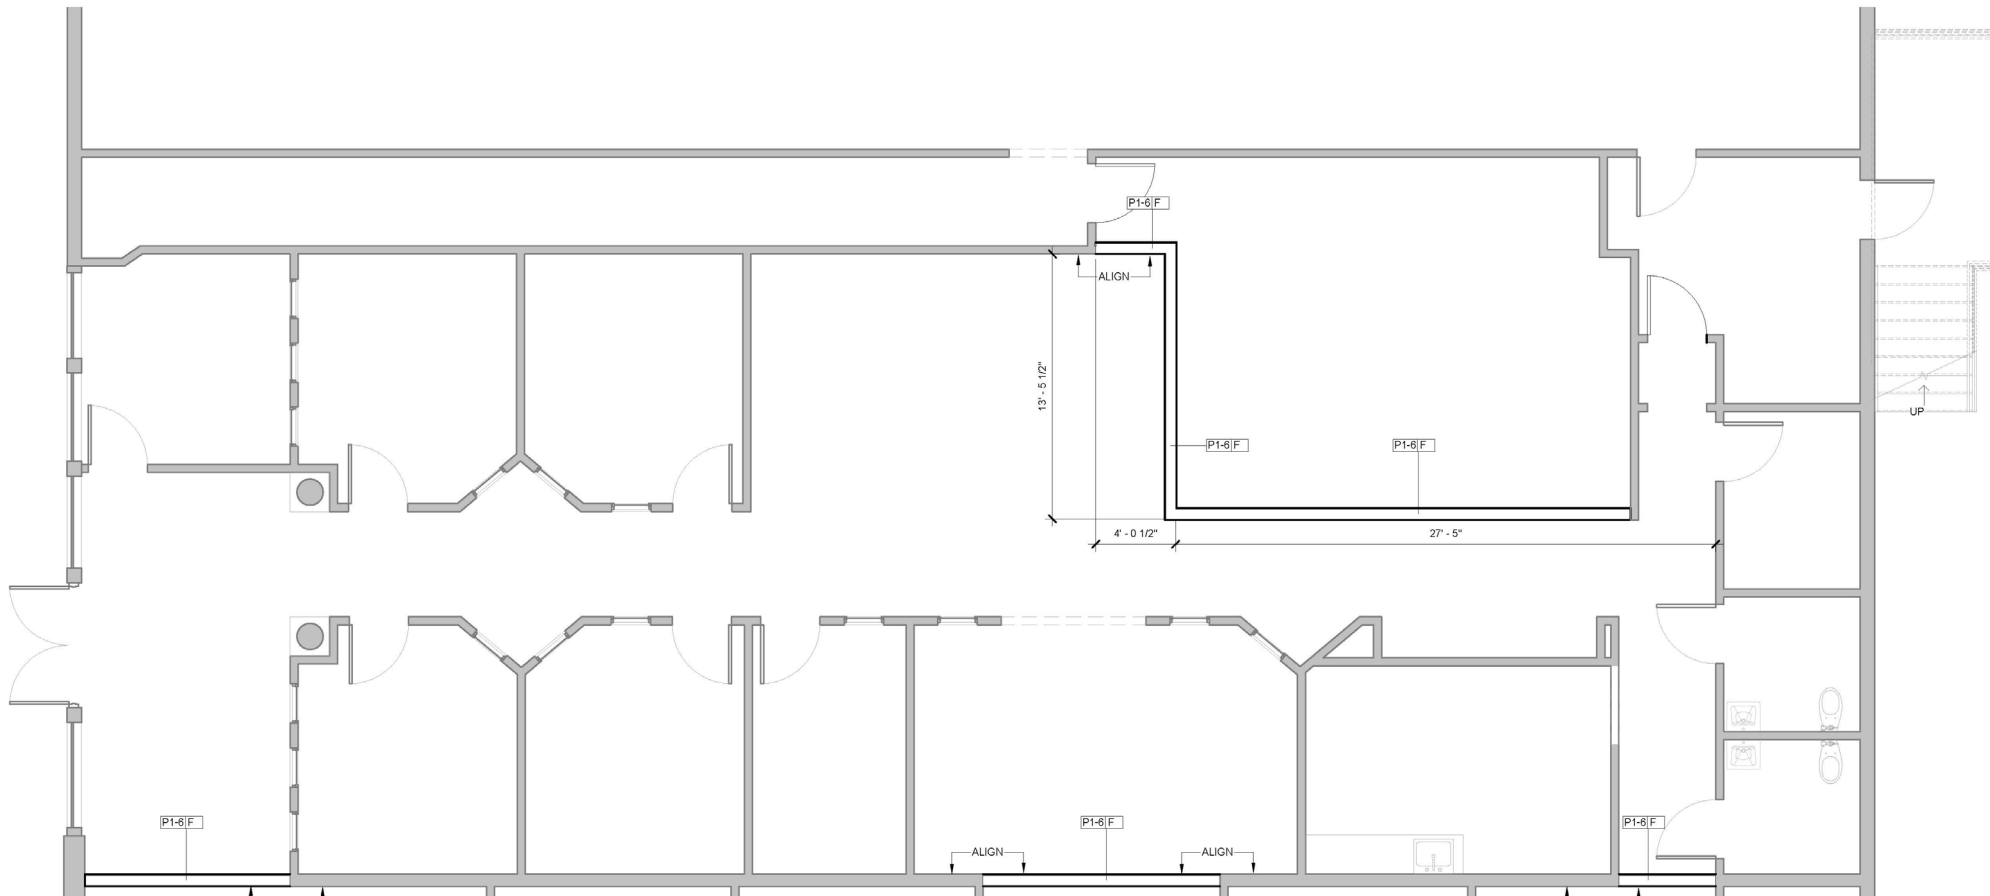 P1-6 F
ALIGN
13' - 5 1/2"
UP
P1-6 F
P1-6 F
4' - 0 1/2"
27' - 5"
P1-6 F
P1-6 F
P1-6 F
ALIGN
ALIGN